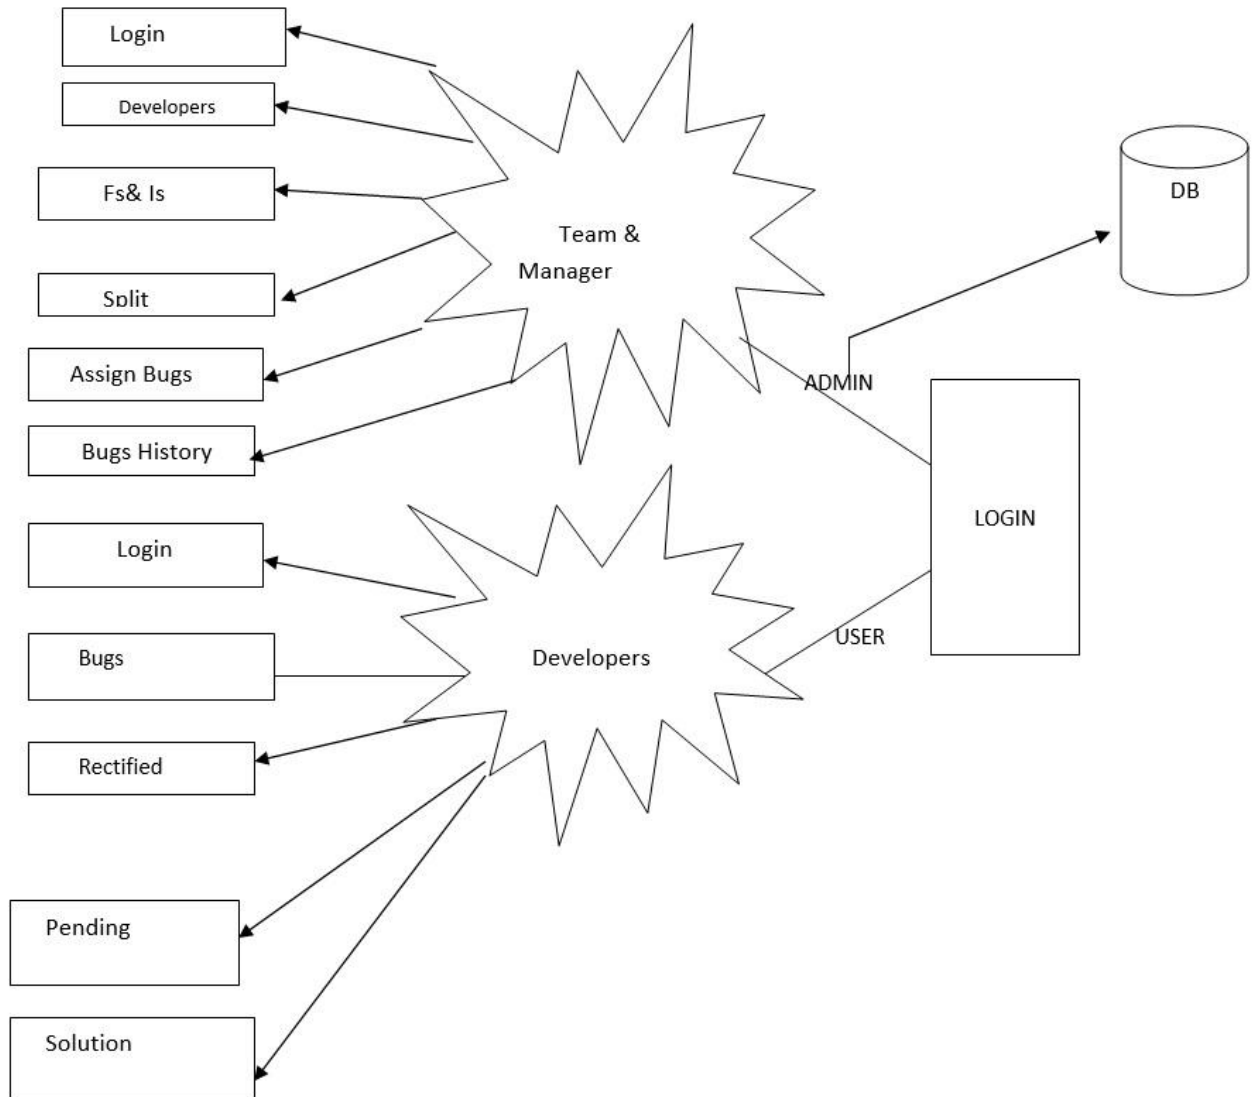 Login
Developers
Fs& Is
Split
Assign Bugs
Bugs History
Team &
Manager
DB
ADMIN
LOGIN
USER
Login
Bugs
Rectified
Pending
Solution
Developers